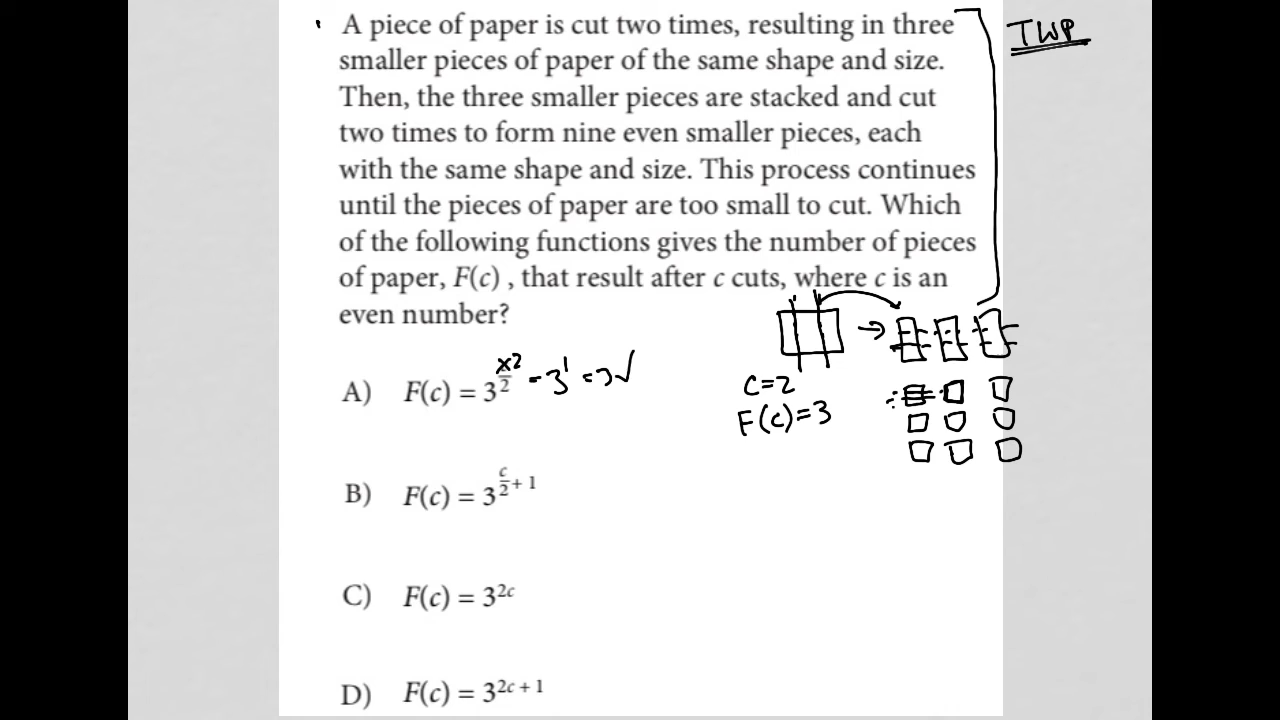 A piece of paper is cut two times, resulting in three
smaller pieces of paper of the same shape and size.
Then, the three smaller pieces are stacked and cut
two times to form nine even smaller pieces, each
with the same shape and size. This process continues
until the pieces of paper are too small to cut. Which
of the following functions gives the number of pieces
of paper, F(c) , that result after c cuts, where c is an
even number?
TWP
C=2
F(c)=3
A) F(c) = 3^(2/2) = 3^1 = 3 ✓
B) F(c) = 3^(c/2 + 1)
C) F(c) = 3^(2c)
D) F(c) = 3^(2c + 1)